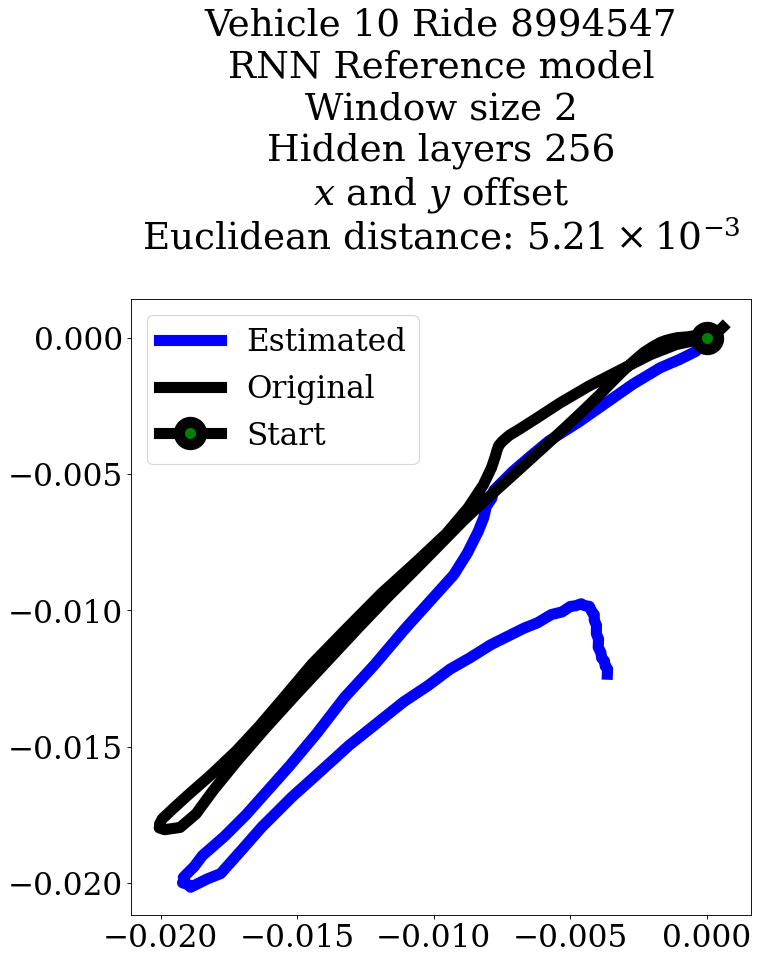 Vehicle 10 Ride 8994547
RNN Reference model
Window size 2
Hidden layers 256
x and y offset
Euclidean distance: 5.21 × 10⁻³
Estimated
Original
Start
0.000
−0.005
−0.010
−0.015
−0.020
−0.020 −0.015 −0.010 −0.005 0.000